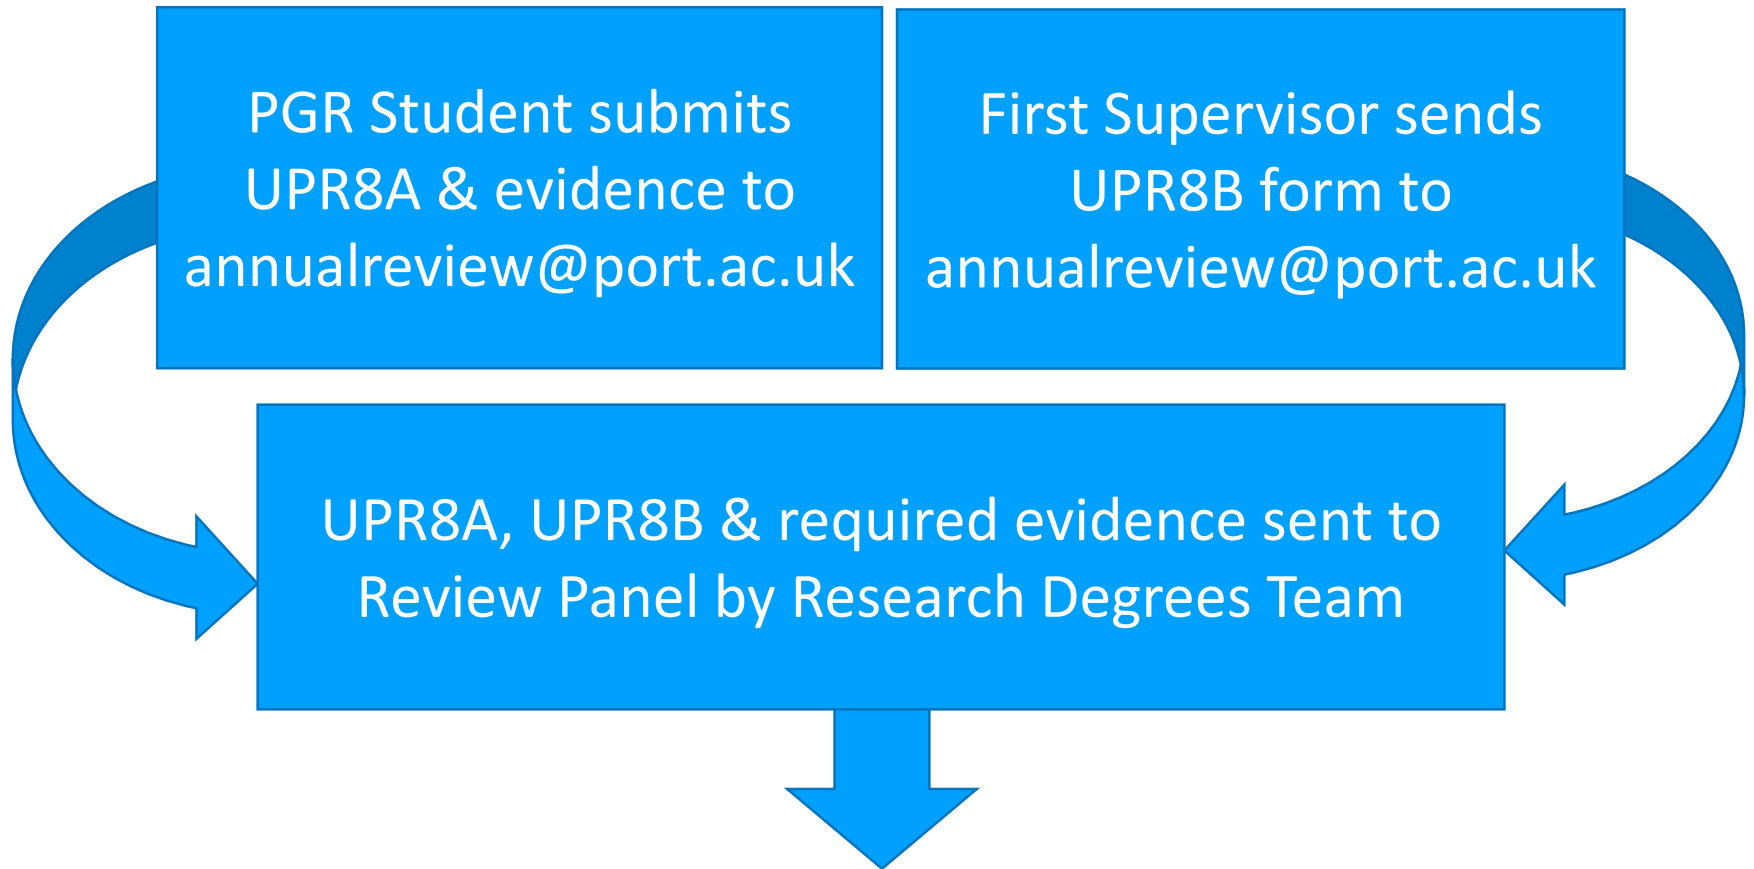 PGR Student submits
UPR8A & evidence to
annualreview@port.ac.uk
First Supervisor sends
UPR8B form to
annualreview@port.ac.uk
UPR8A, UPR8B & required evidence sent to
Review Panel by Research Degrees Team